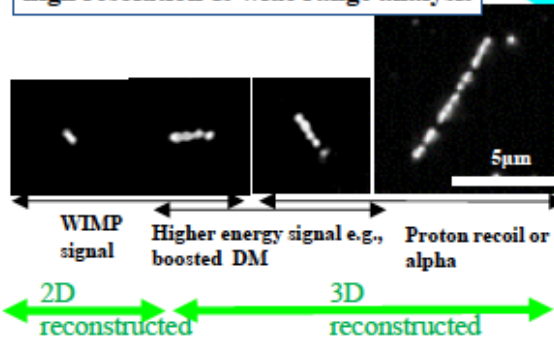 5μm
WIMP
signal
Higher energy signal e.g.,
boosted DM
Proton recoil or
alpha
2D
reconstructed
3D
reconstructed